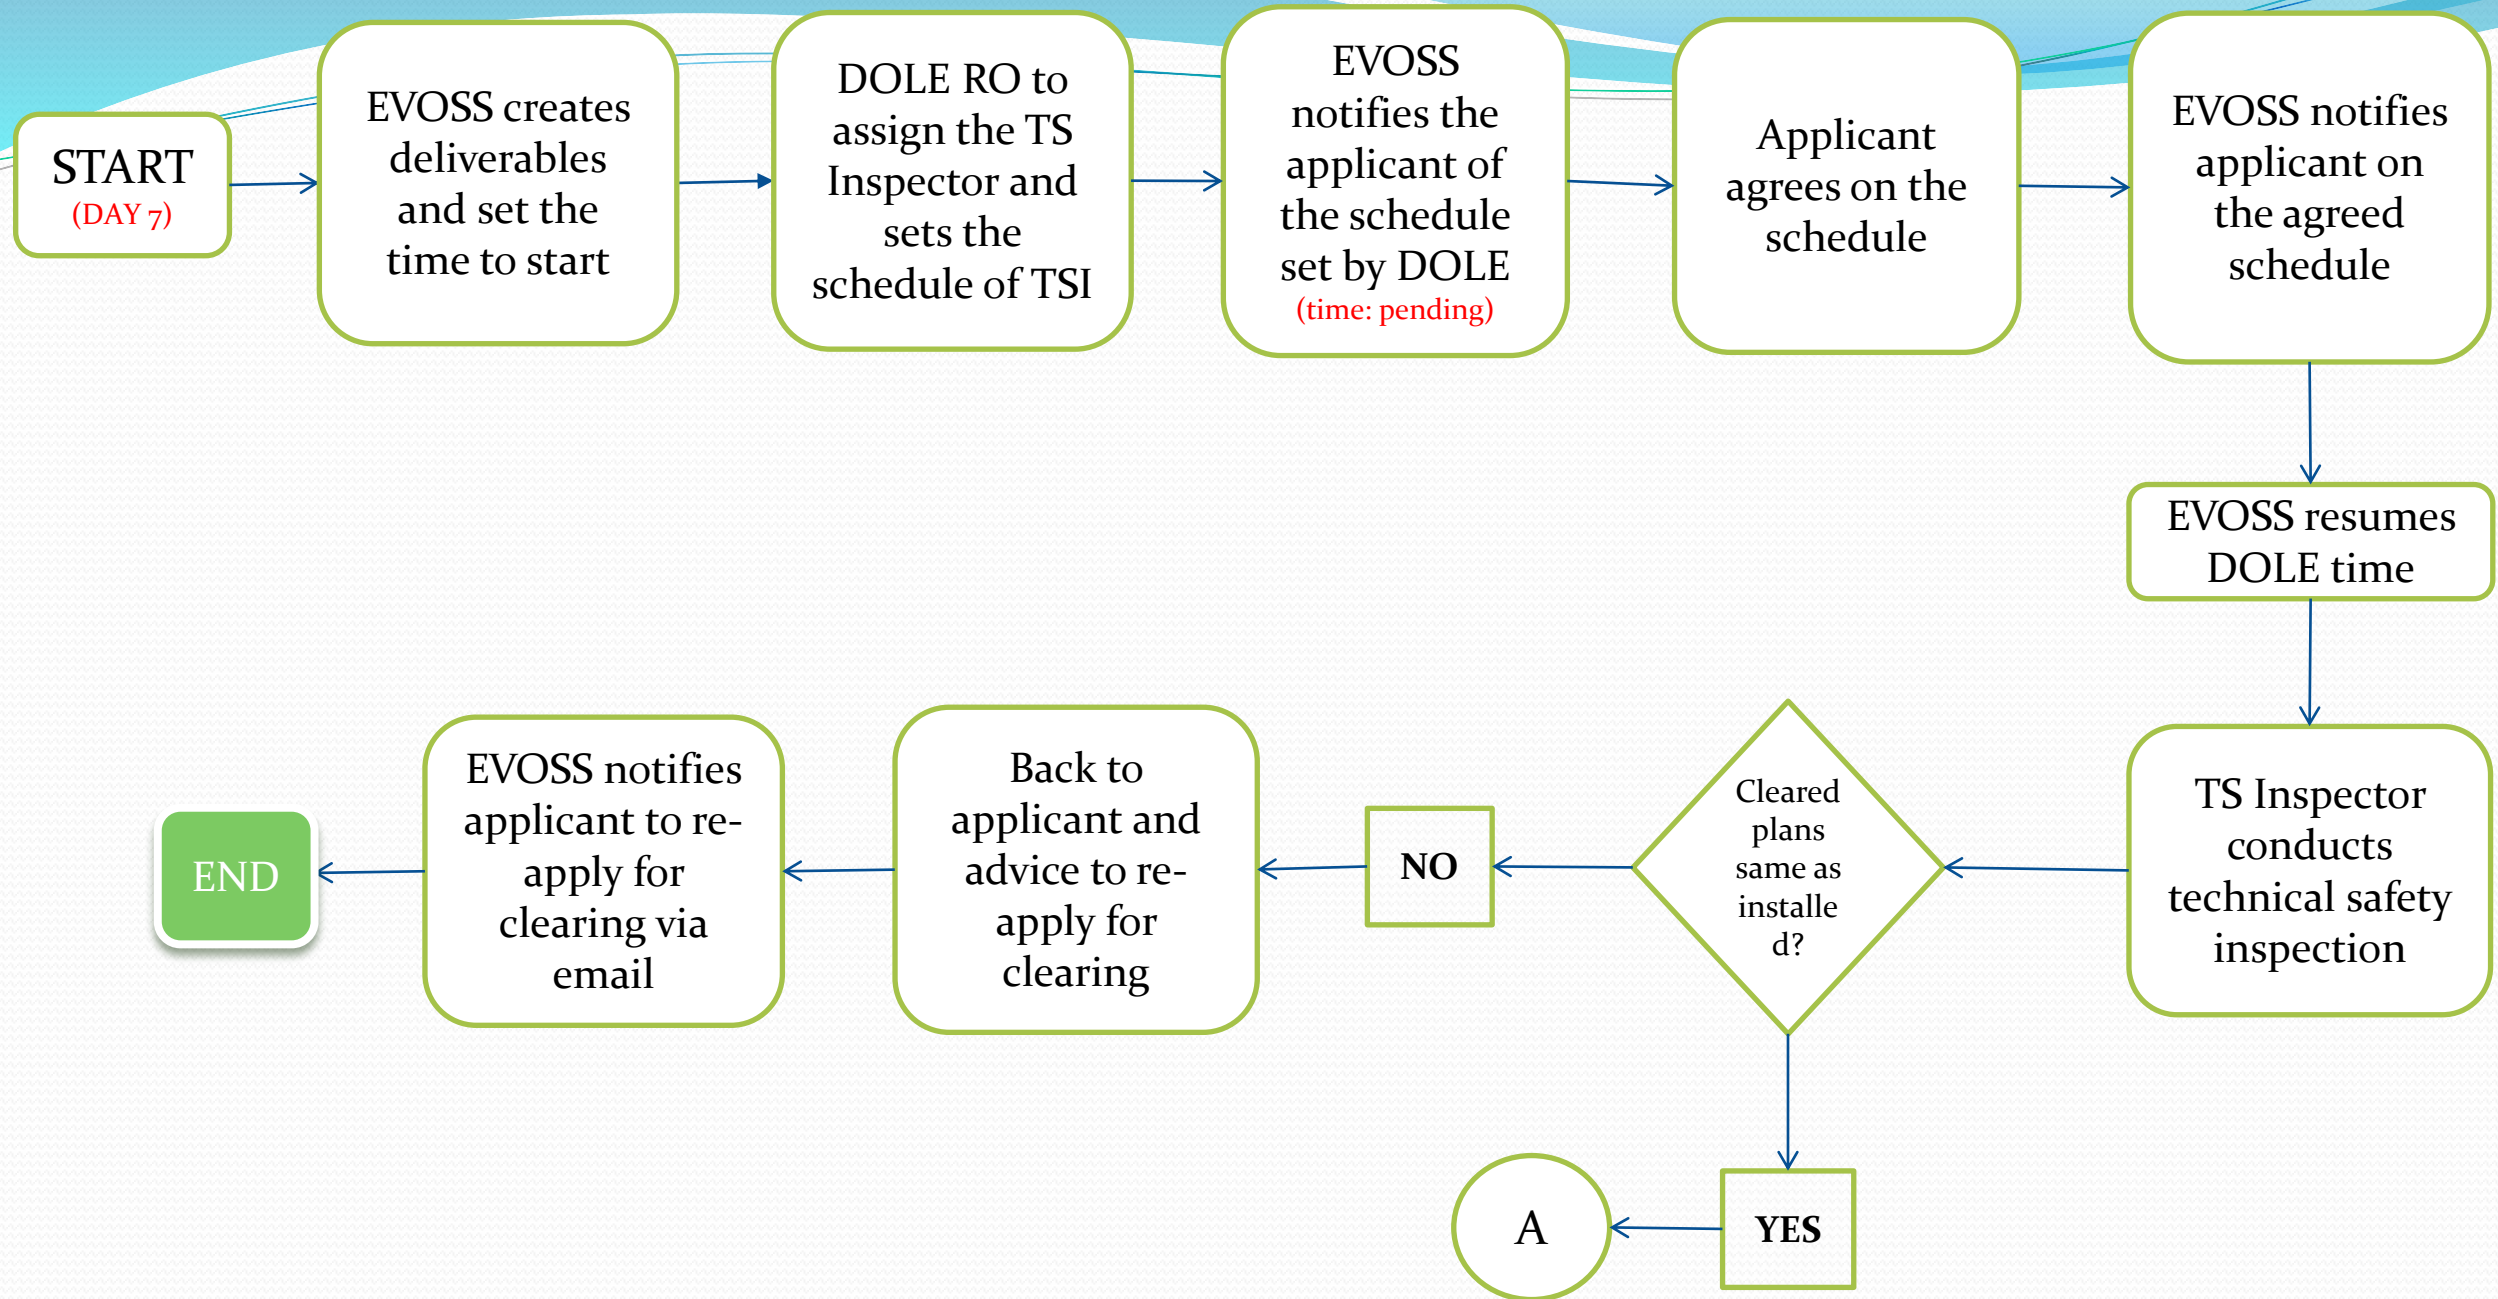 START
(DAY 7)
EVOSS creates
deliverables
and set the
time to start
DOLE RO to
assign the TS
Inspector and
sets the
schedule of TSI
EVOSS
notifies the
applicant of
the schedule
set by DOLE
(time: pending)
Applicant
agrees on the
schedule
EVOSS notifies
applicant on
the agreed
schedule
EVOSS resumes
DOLE time
TS Inspector
conducts
technical safety
inspection
Cleared
plans
same as
installe
d?
NO
Back to
applicant and
advice to re-
apply for
clearing
EVOSS notifies
applicant to re-
apply for
clearing via
email
END
YES
A